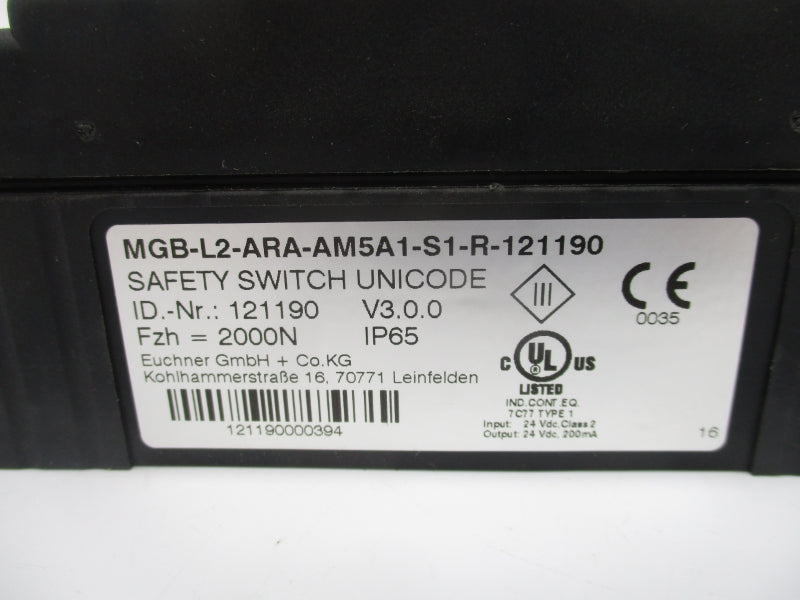 MGB-L2-ARA-AM5A1-S1-R-121190
SAFETY SWITCH UNICODE
ID.-Nr.: 121190 V3.0.0
Fzh = 2000N IP65
Euchner GmbH + Co.KG
Kohlhammerstraße 16, 70771 Leinfelden
121190000394
III
CE
0035
C UL US
®
LISTED
IND.CONT.EQ.
7C77 TYPE 1
Input: 24 Vdc, Class 2
Output: 24 Vdc, 200mA
16